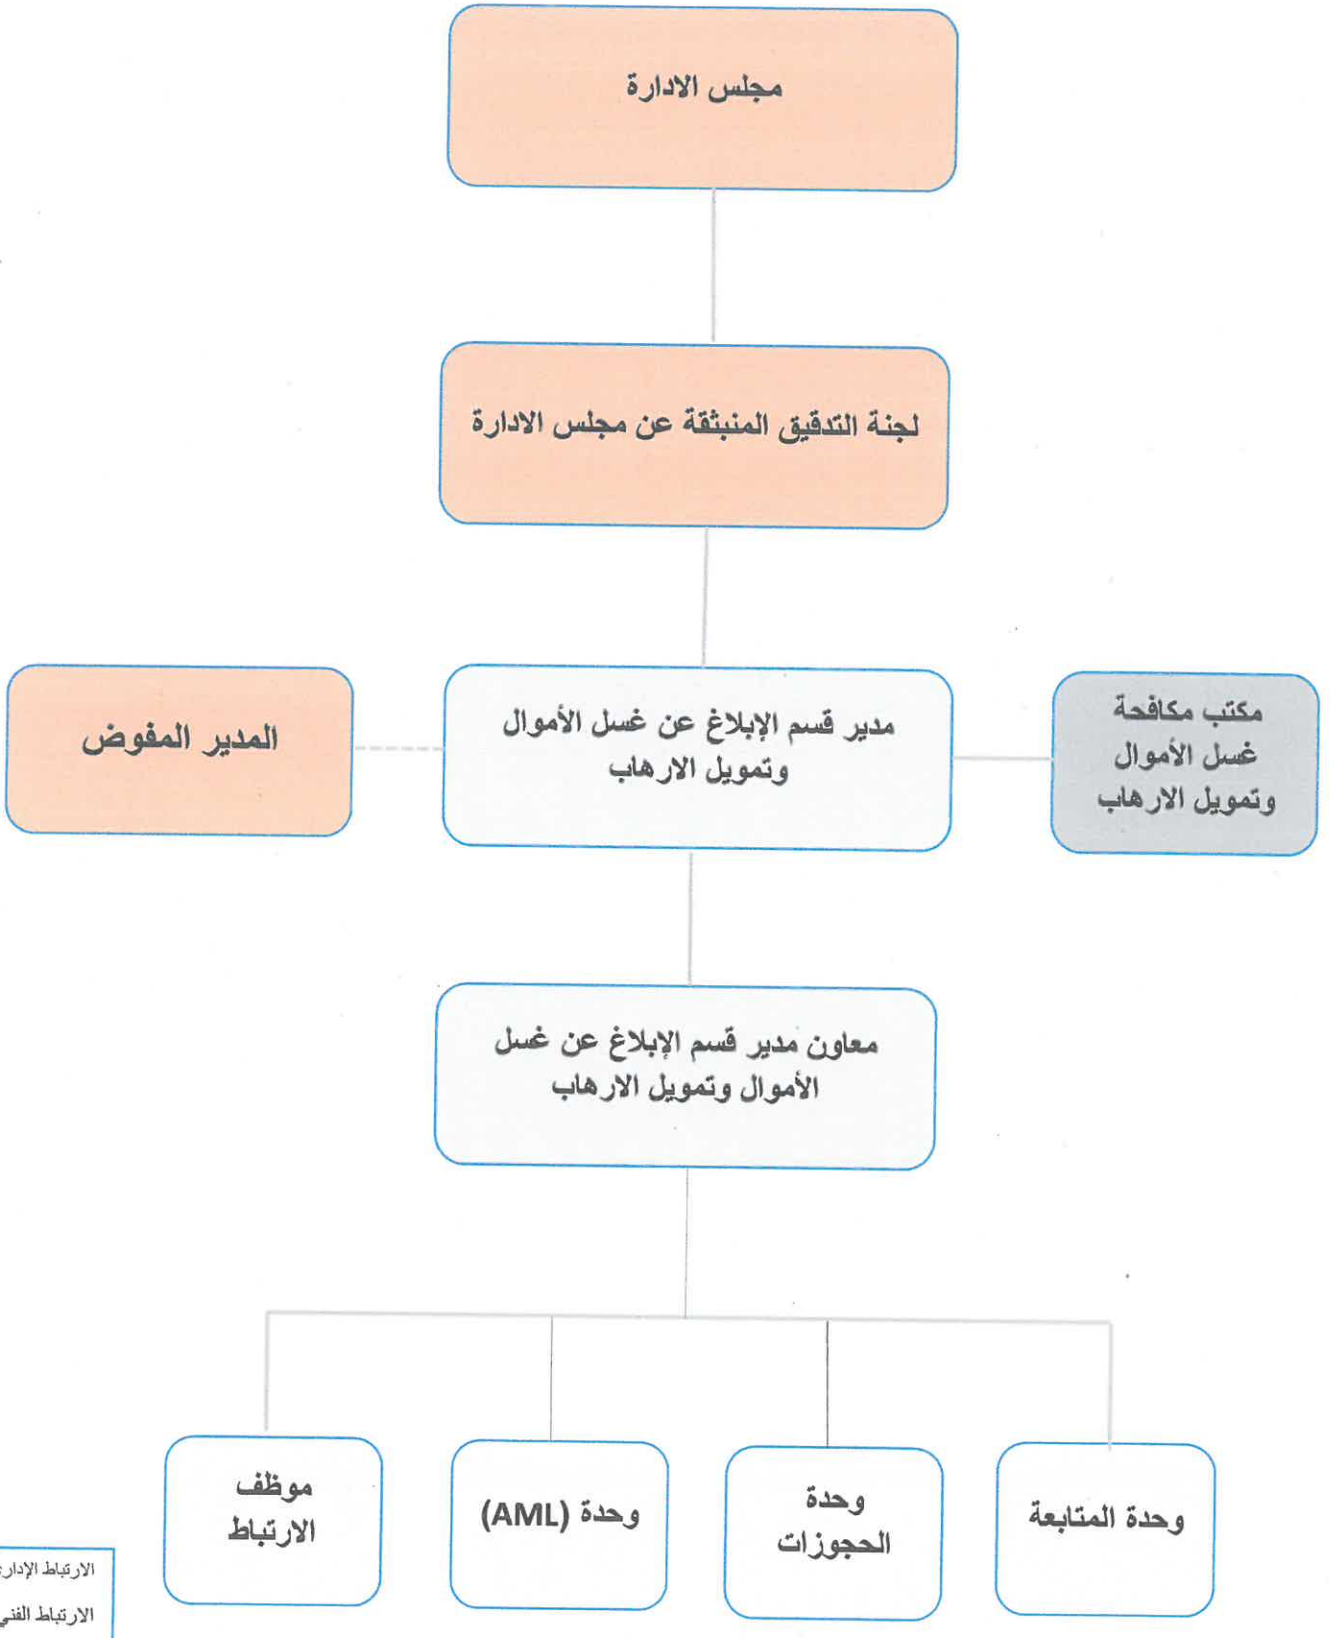 مجلس الادارة
لجنة التدقيق المنبثقة عن مجلس الادارة
مكتب مكافحة
غسل الأموال
وتمويل الارهاب
مدير قسم الإبلاغ عن غسل الأموال
وتمويل الارهاب
المدير المفوض
معاون مدير قسم الإبلاغ عن غسل
الأموال وتمويل الارهاب
وحدة المتابعة
وحدة
الحجوزات
وحدة (AML)
موظف
الارتباط
الارتباط الإداري
الارتباط الفني